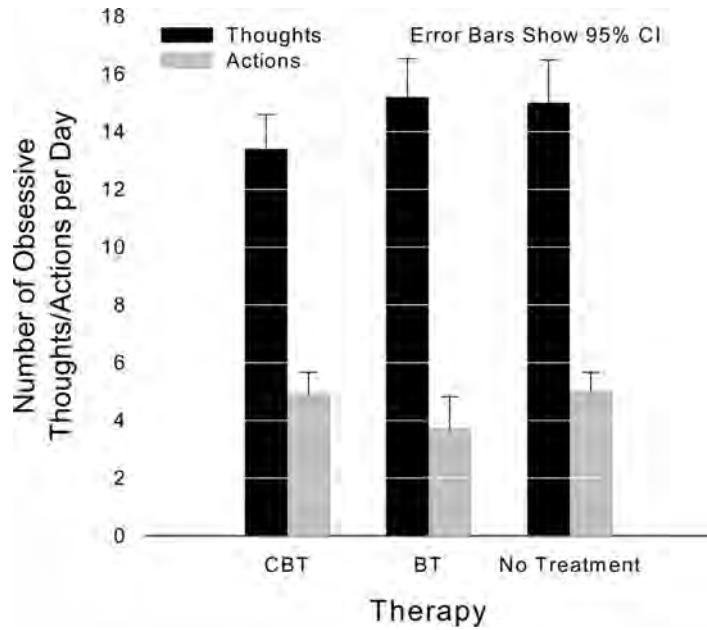 Thoughts
Actions
Error Bars Show 95% CI
Number of Obsessive
Thoughts/Actions per Day
18
16
14
12
10
8
6
4
2
0
CBT
BT
No Treatment
Therapy